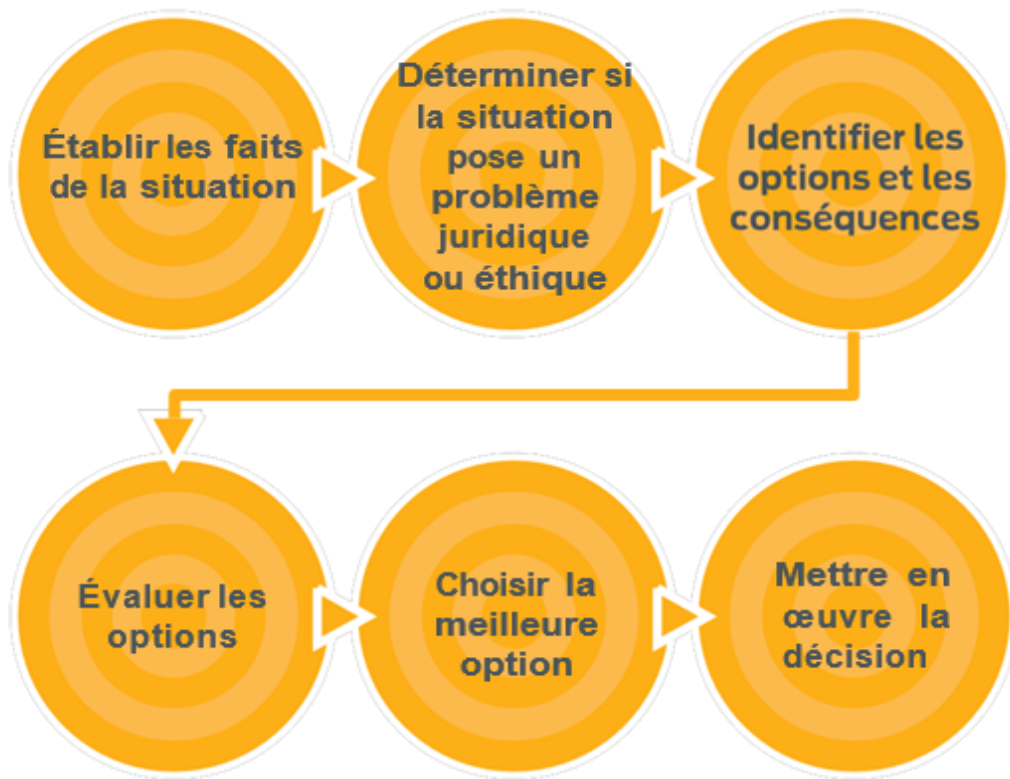 Établir les faits
de la situation
Déterminer si
la situation
pose un
problème
juridique
ou éthique
Identifier les
options et les
conséquences
Évaluer les
options
Choisir la
meilleure
option
Mettre en
œuvre la
décision